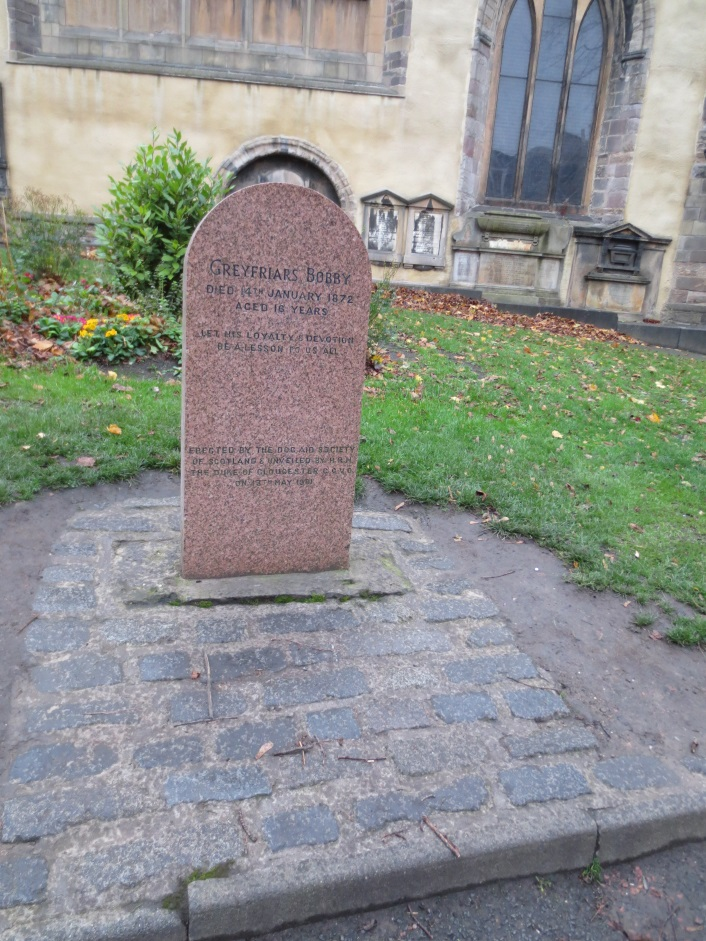 GREYFRIARS BOBBY
DIED 14TH JANUARY 1872
AGED 16 YEARS
LET HIS LOYALTY & DEVOTION
BE A LESSON TO US ALL
ERECTED BY THE DOG AID SOCIETY
OF SCOTLAND & UNVEILED BY H.R.H.
THE DUKE OF GLOUCESTER G.C.V.O.
ON 13TH MAY 1981